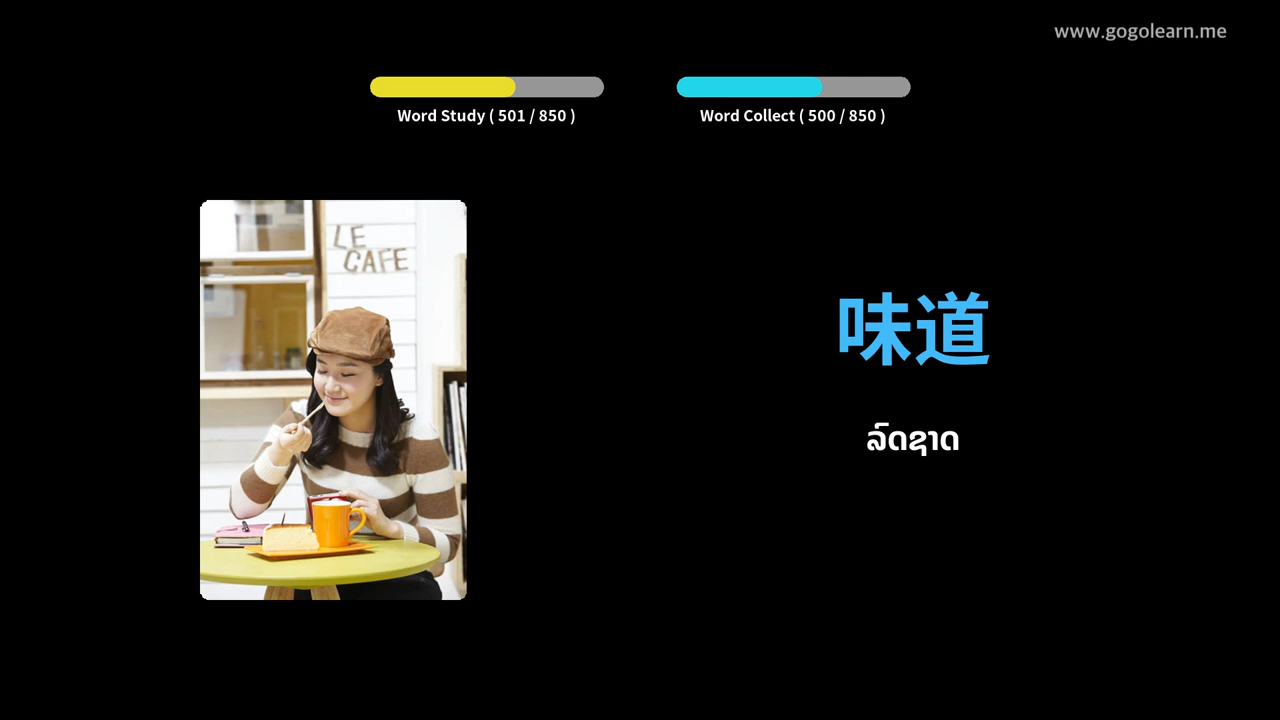 www.gogolearn.me
Word Study ( 501 / 850 )
Word Collect ( 500 / 850 )
LE
CAFE
味道
ລົດຊາດ